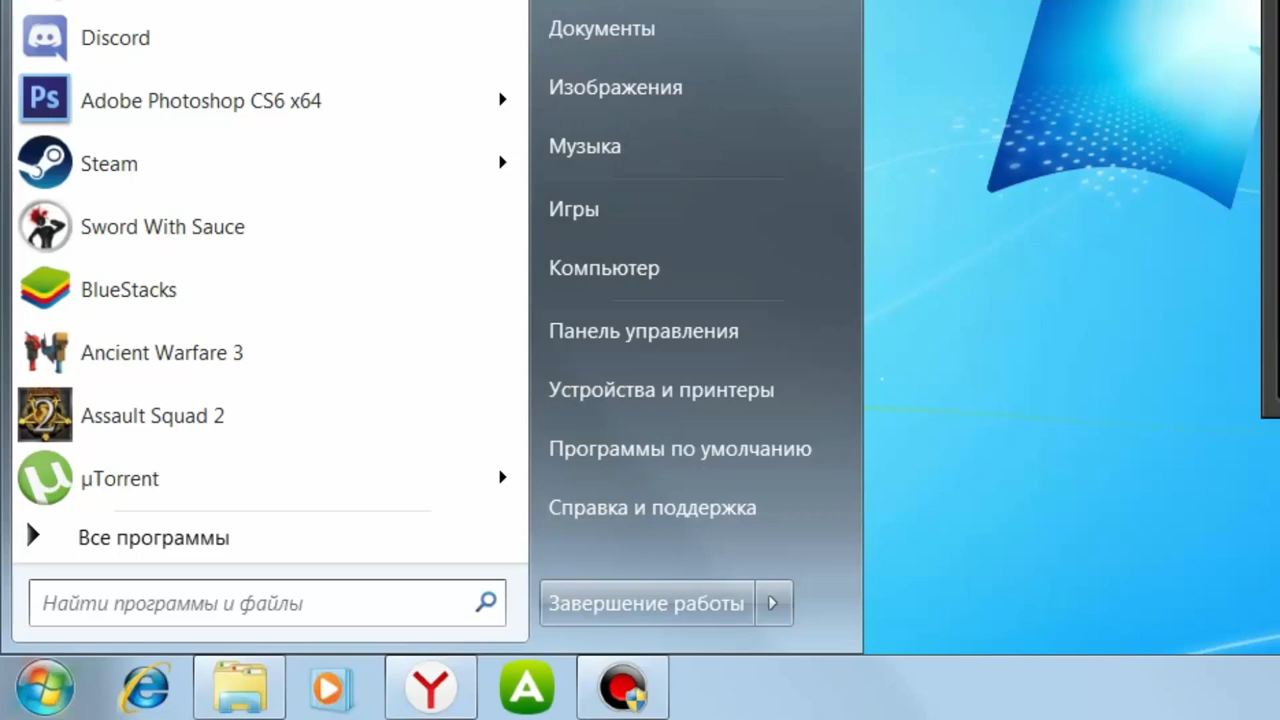 Discord
Ps
Adobe Photoshop CS6 x64
Steam
Sword With Sauce
BlueStacks
Ancient Warfare 3
2
Assault Squad 2
µ
µTorrent
Все программы
Найти программы и файлы
Документы
Изображения
Музыка
Игры
Компьютер
Панель управления
Устройства и принтеры
Программы по умолчанию
Справка и поддержка
Завершение работы